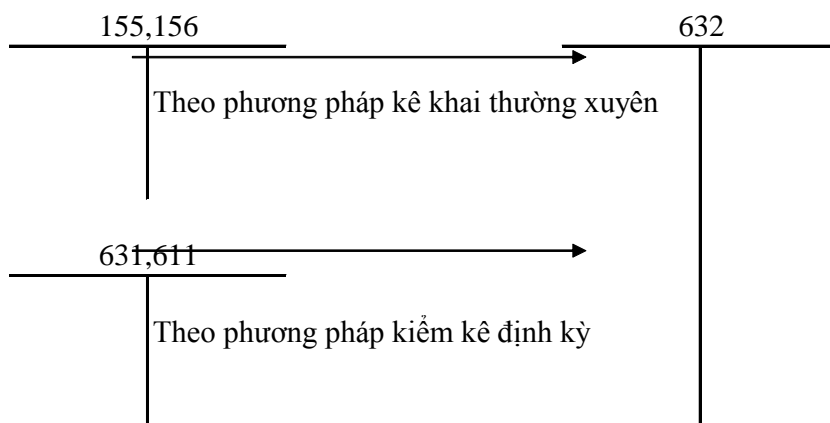 155,156
632
Theo phương pháp kê khai thường xuyên
631,611
Theo phương pháp kiểm kê định kỳ